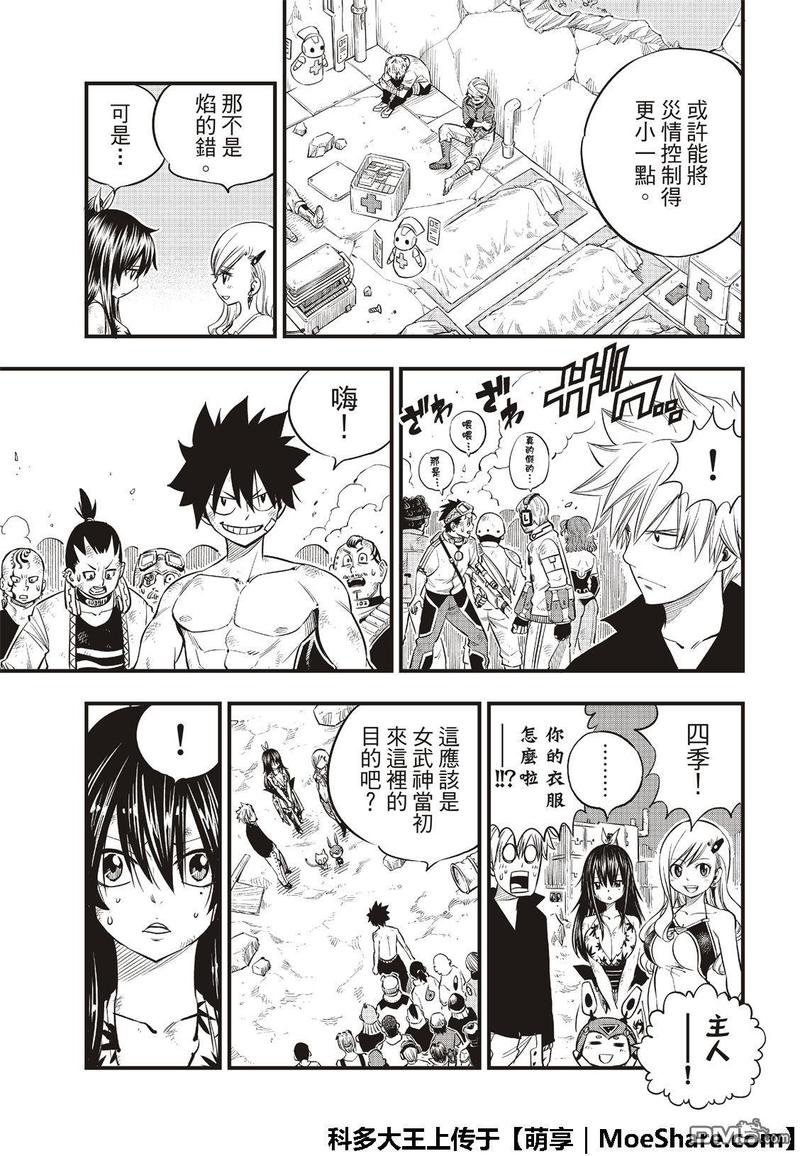 或許能將
災情控制得
更小一點。
那不是
焰的錯。
可是…
！
真的假的…
喂喂…
那是…
ざわ
ざわ
嗨！
四季！
………
你的衣服
怎麼啦
——!!?
主人
——！
這應該是
女武神當初
來這裡的
目的吧？
！
科多大王上传于【萌享｜MoeShare.com】